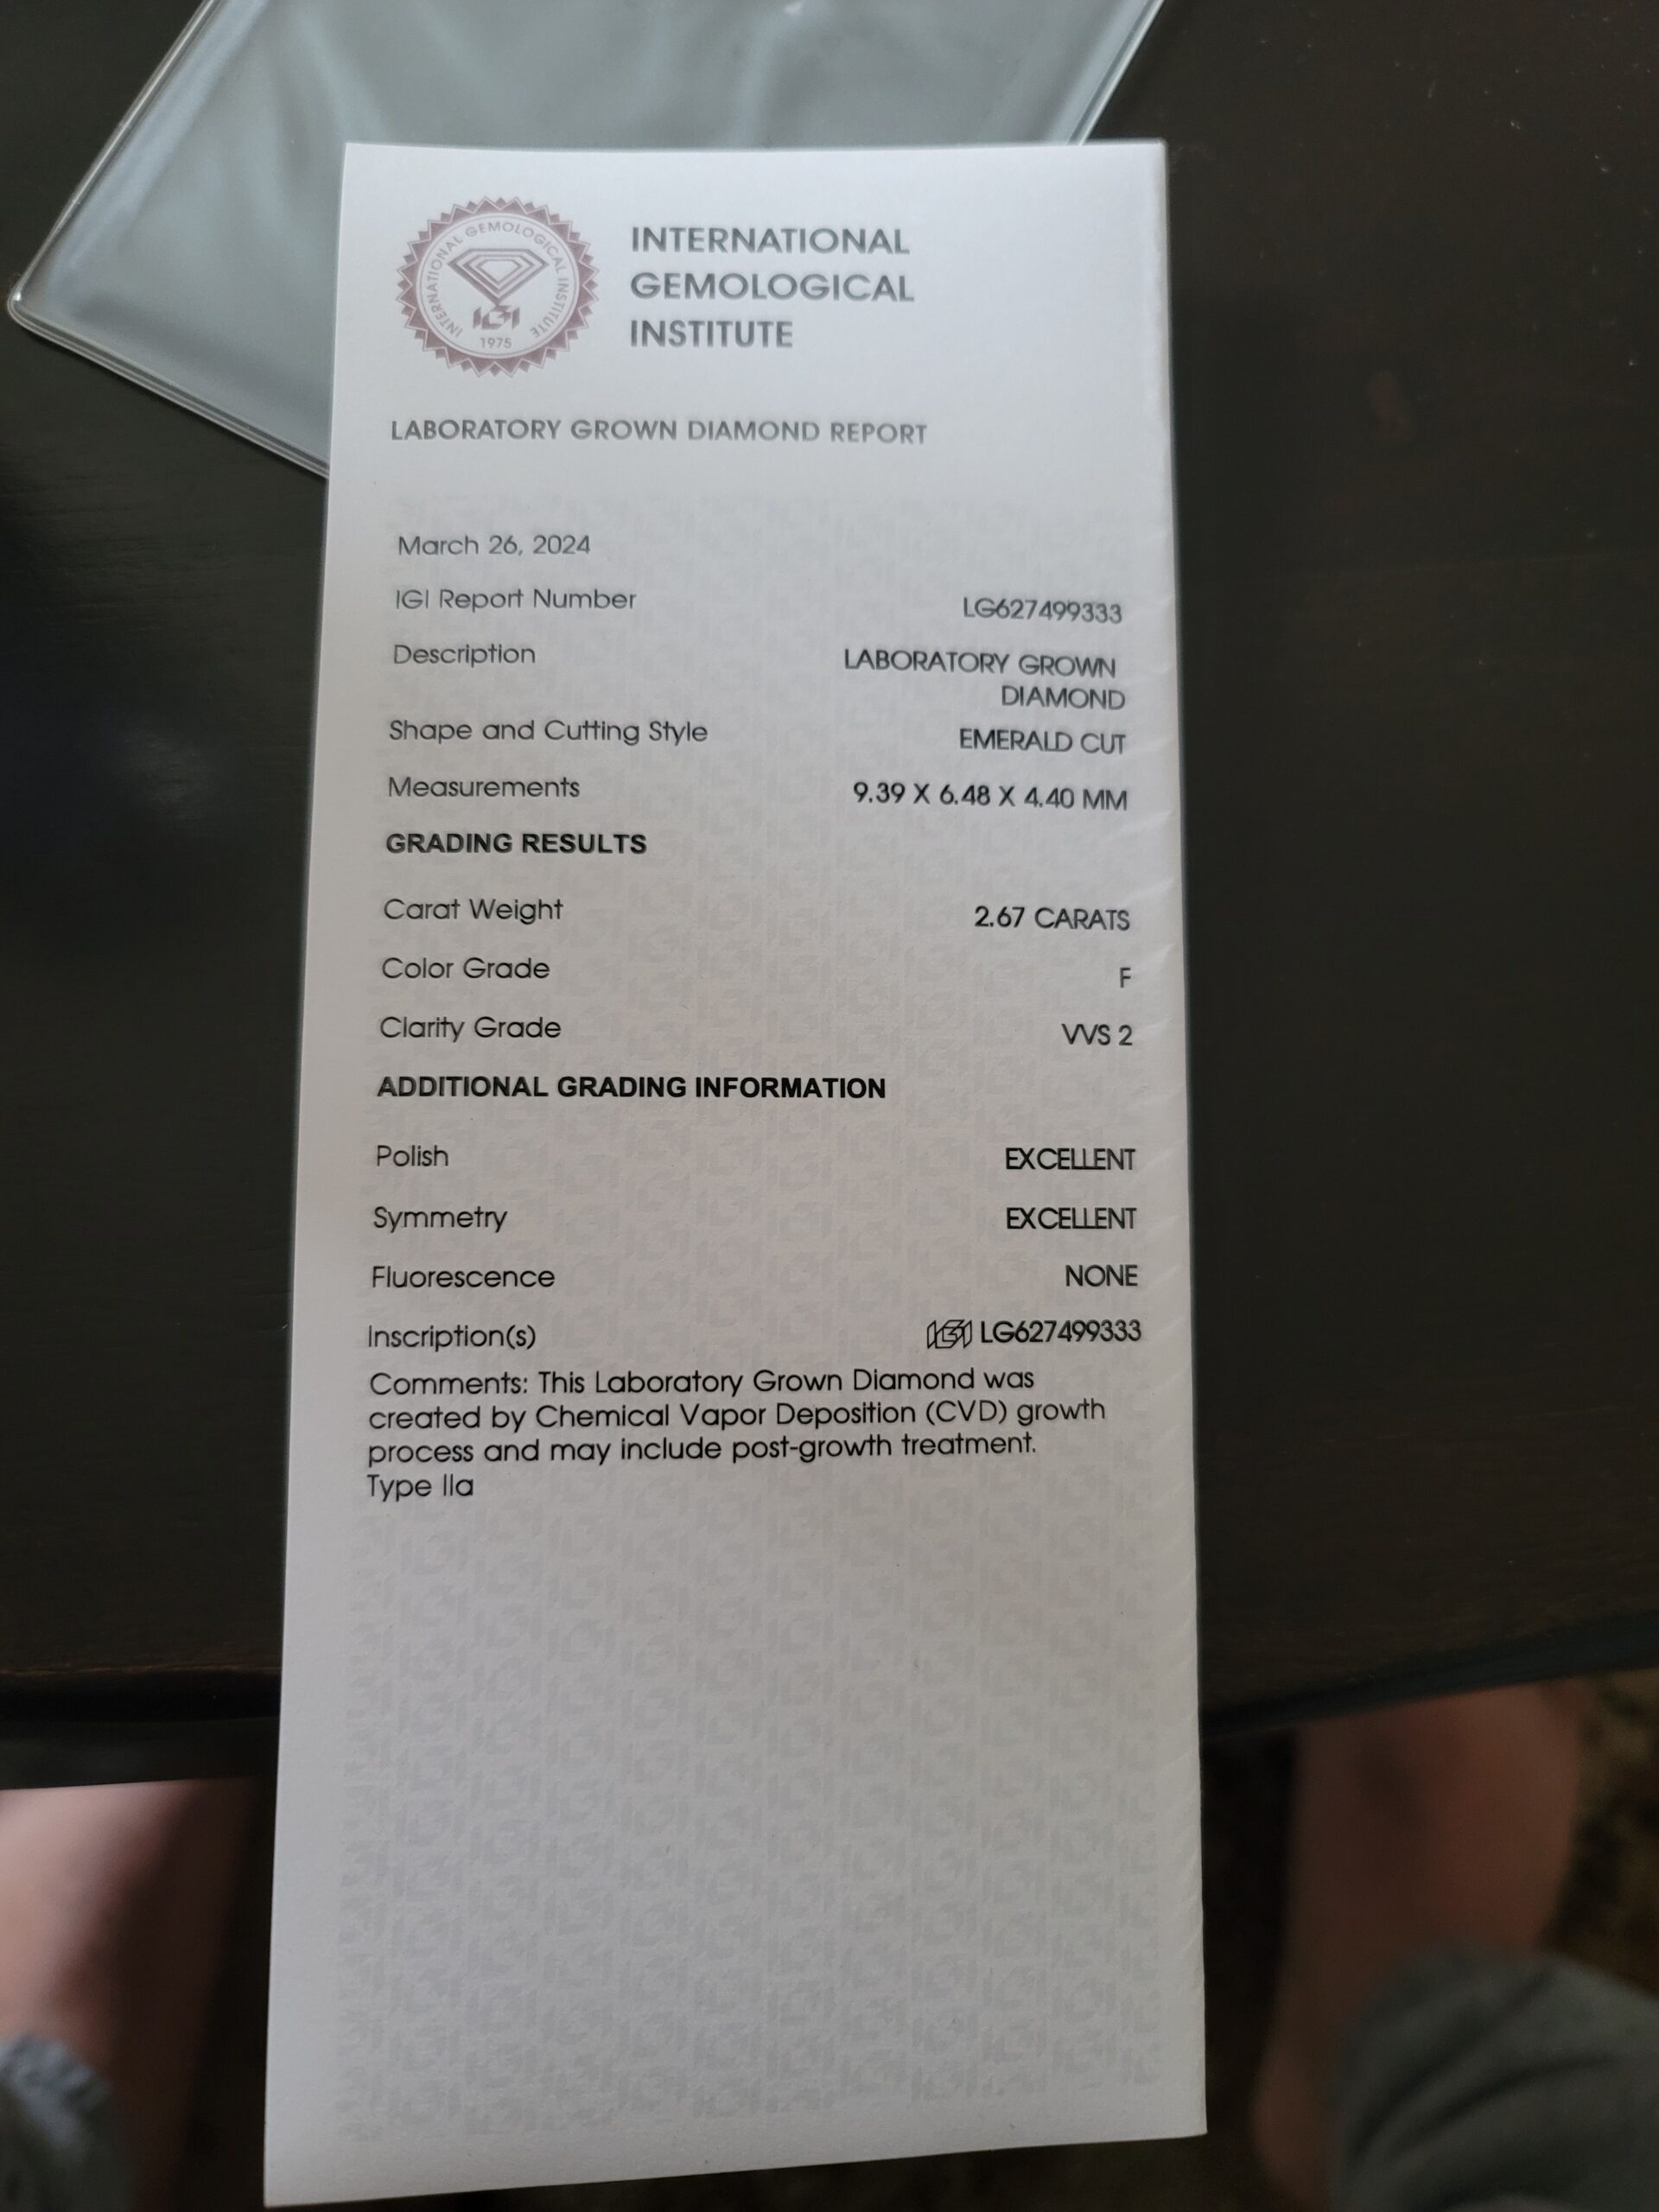 INTERNATIONAL GEMOLOGICAL INSTITUTE
IGI
1975
INTERNATIONAL
GEMOLOGICAL
INSTITUTE
LABORATORY GROWN DIAMOND REPORT
March 26, 2024
IGI Report Number LG627499333
Description LABORATORY GROWN
DIAMOND
Shape and Cutting Style EMERALD CUT
Measurements 9.39 X 6.48 X 4.40 MM
GRADING RESULTS
Carat Weight 2.67 CARATS
Color Grade F
Clarity Grade VVS 2
ADDITIONAL GRADING INFORMATION
Polish EXCELLENT
Symmetry EXCELLENT
Fluorescence NONE
Inscription(s) IGI LG627499333
Comments: This Laboratory Grown Diamond was
created by Chemical Vapor Deposition (CVD) growth
process and may include post-growth treatment.
Type IIa